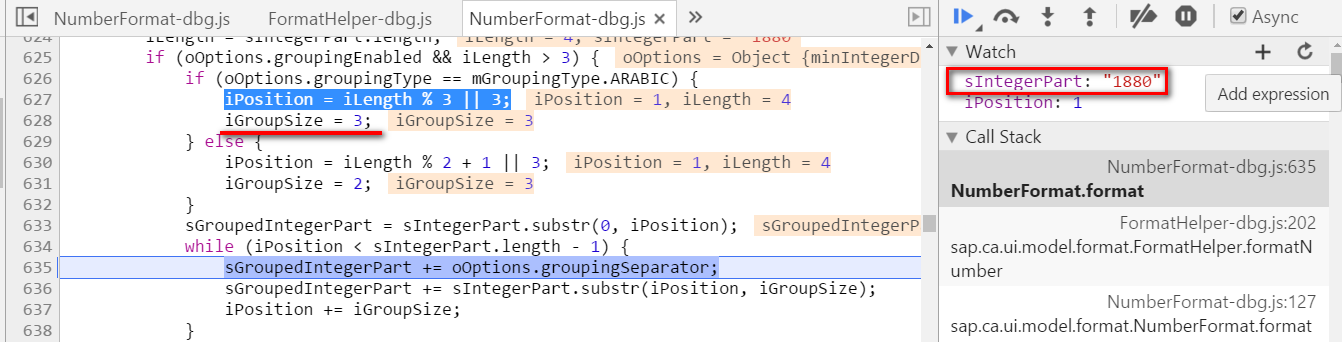 NumberFormat-dbg.js FormatHelper-dbg.js NumberFormat-dbg.js × »
624 iLength = sIntegerPart.length; iLength = 4, sIntegerPart = "1880"
625 if (oOptions.groupingEnabled && iLength > 3) { oOptions = Object {minIntegerD
626 if (oOptions.groupingType == mGroupingType.ARABIC) {
627 iPosition = iLength % 3 || 3; iPosition = 1, iLength = 4
628 iGroupSize = 3; iGroupSize = 3
629 } else {
630 iPosition = iLength % 2 + 1 || 3; iPosition = 1, iLength = 4
631 iGroupSize = 2; iGroupSize = 3
632 }
633 sGroupedIntegerPart = sIntegerPart.substr(0, iPosition); sGroupedIntegerP
634 while (iPosition < sIntegerPart.length - 1) {
635 sGroupedIntegerPart += oOptions.groupingSeparator;
636 sGroupedIntegerPart += sIntegerPart.substr(iPosition, iGroupSize);
637 iPosition += iGroupSize;
638 }
Async
Watch
sIntegerPart: "1880"
iPosition: 1
Add expression
Call Stack
NumberFormat-dbg.js:635
NumberFormat.format
FormatHelper-dbg.js:202
sap.ca.ui.model.format.FormatHelper.formatN
umber
NumberFormat-dbg.js:127
sap.ca.ui.model.format.NumberFormat.format